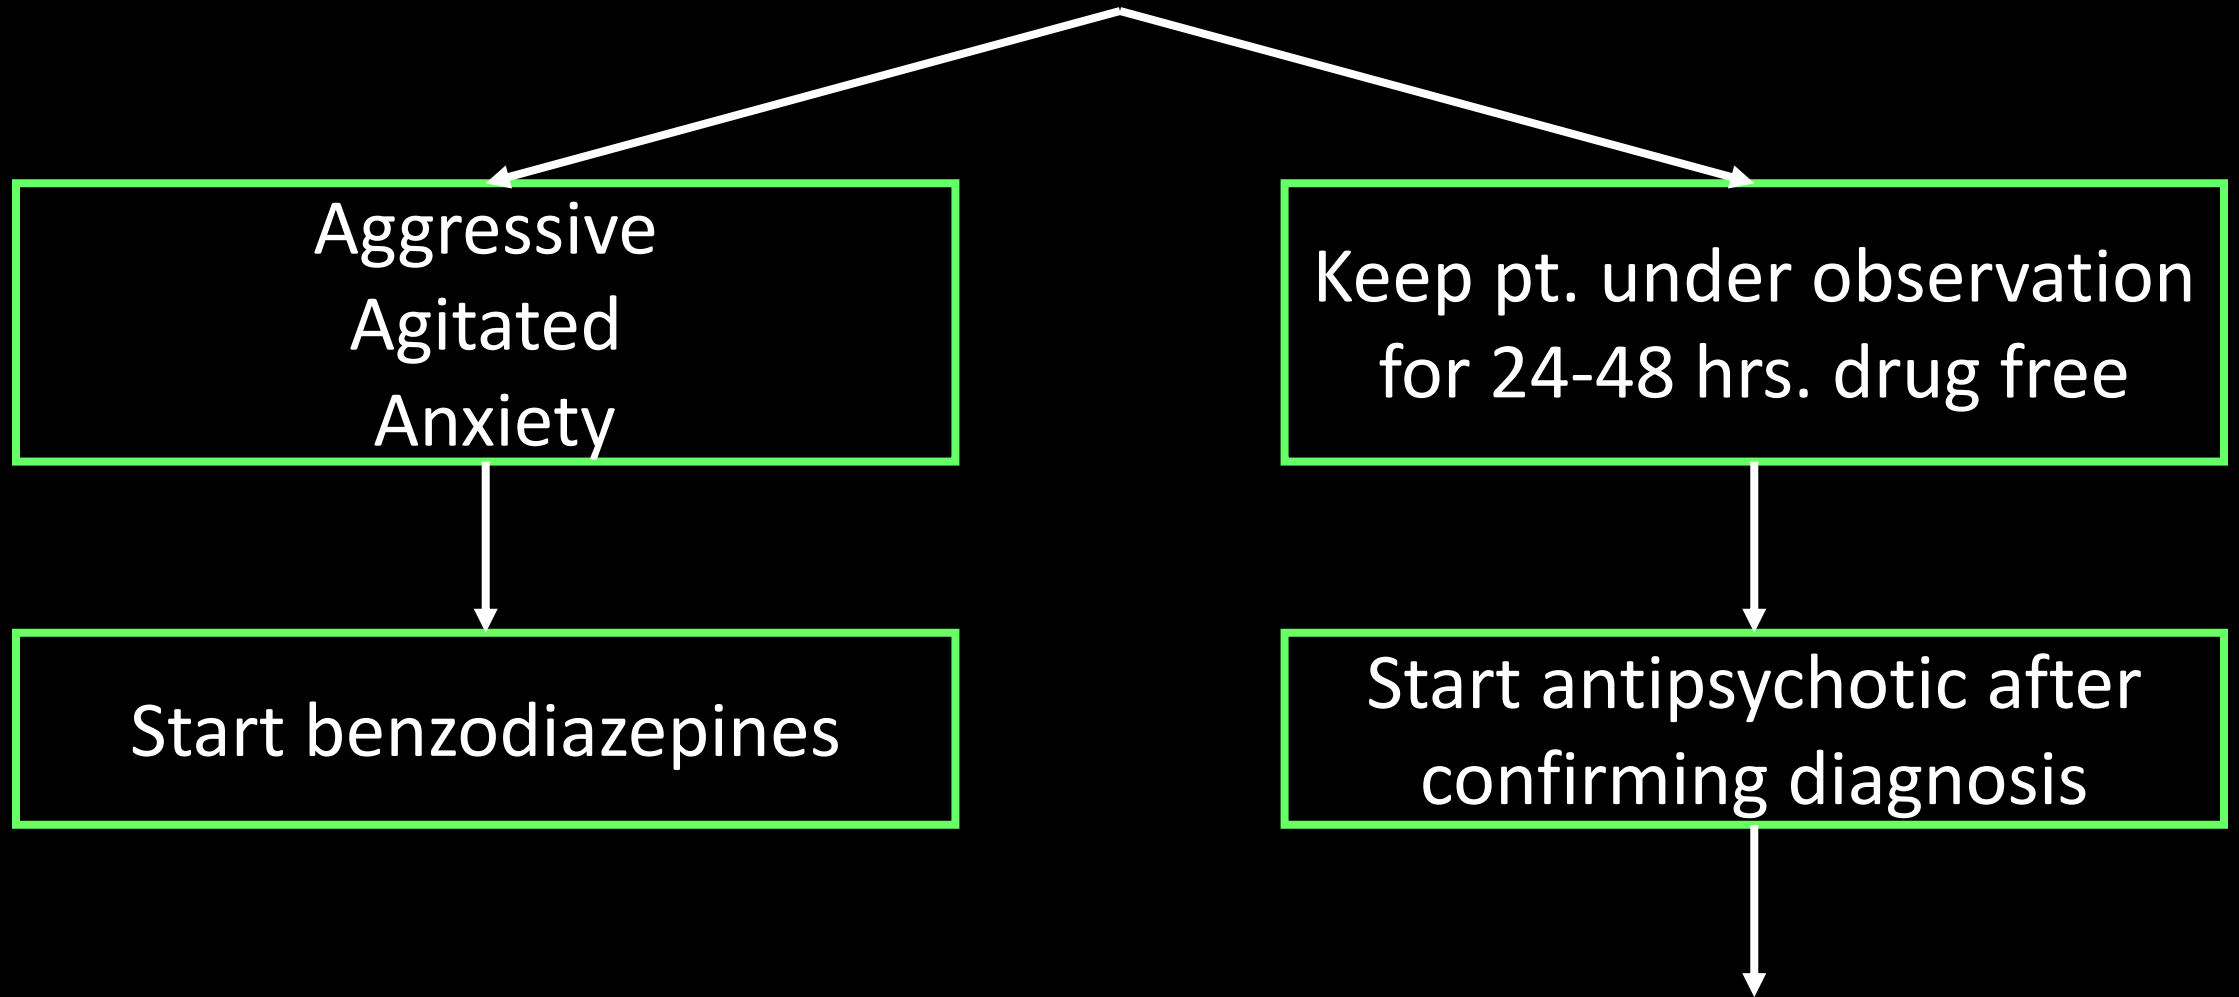 Aggressive
Agitated
Anxiety
Keep pt. under observation
for 24-48 hrs. drug free
Start benzodiazepines
Start antipsychotic after
confirming diagnosis